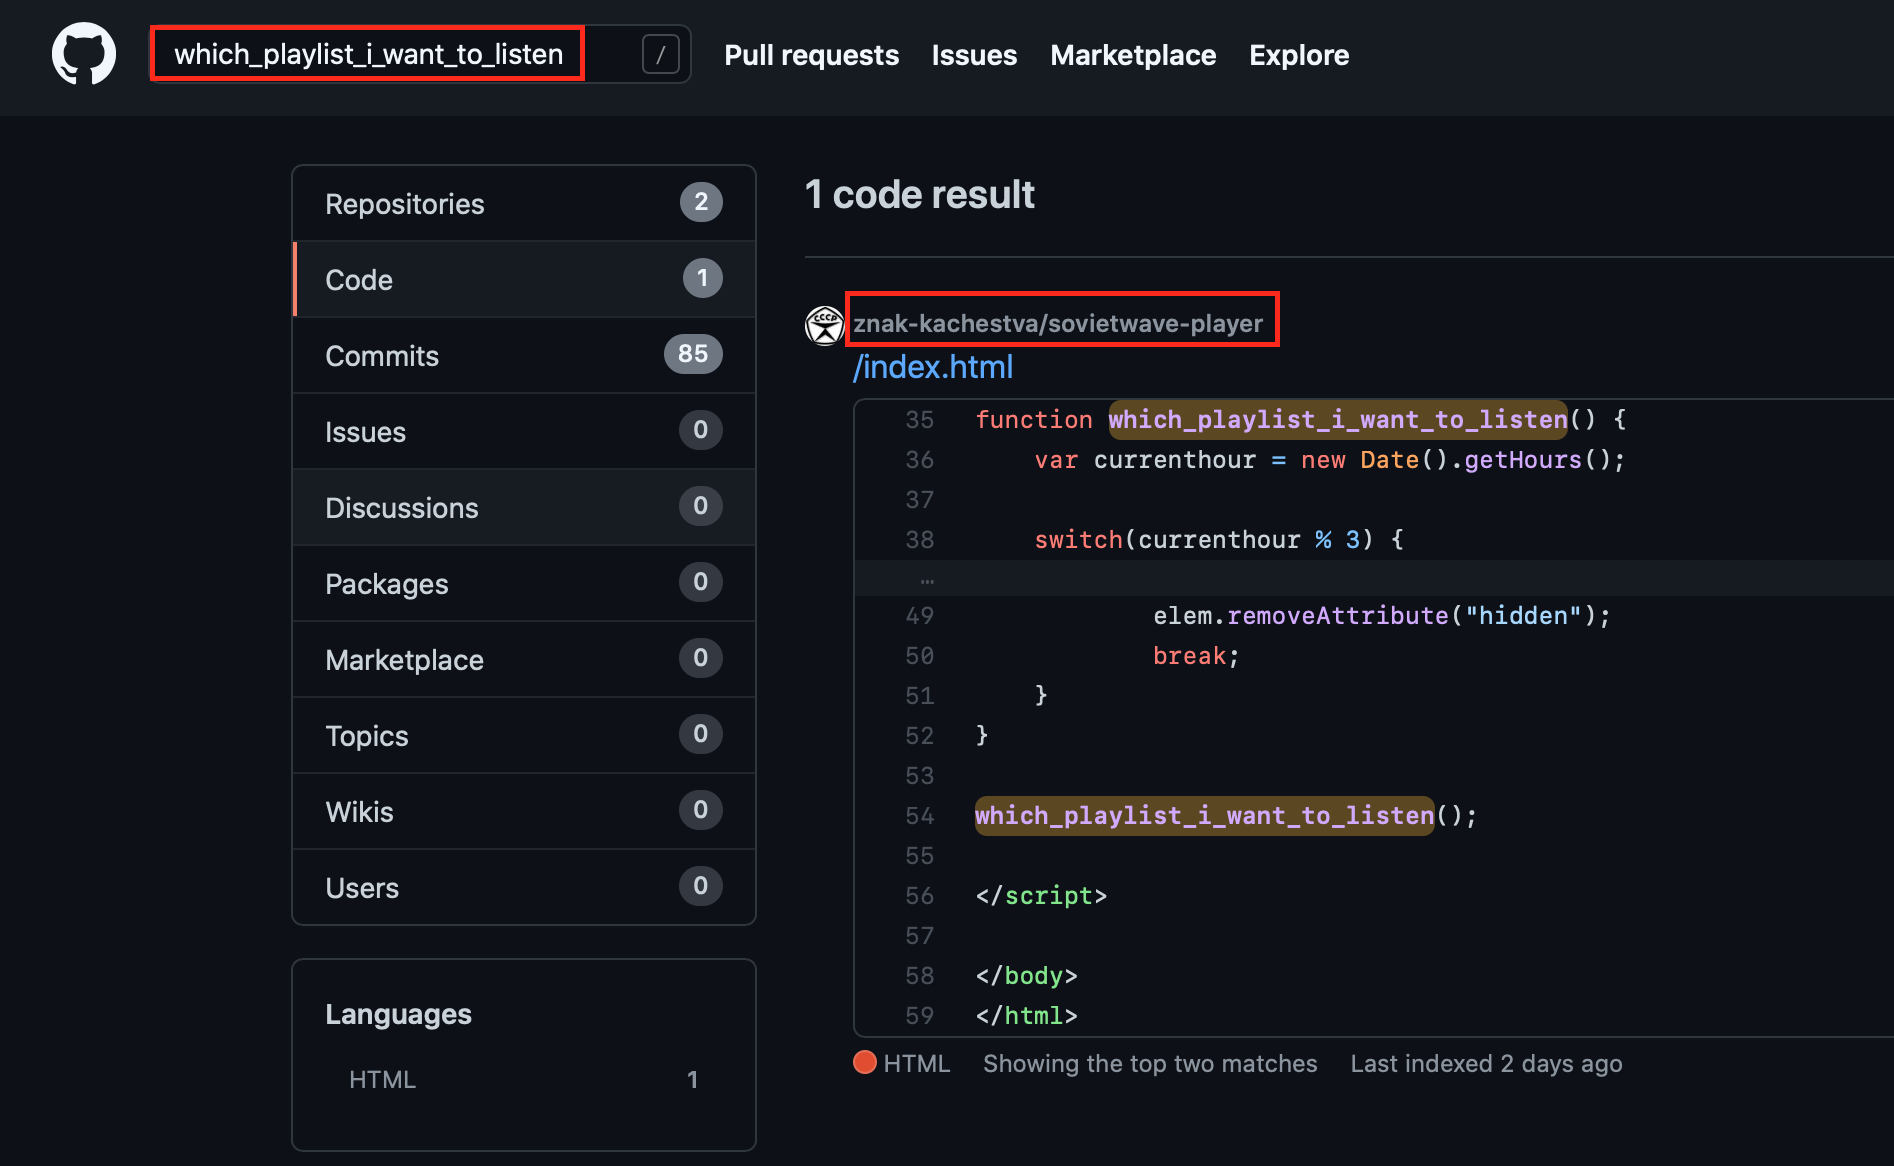 which_playlist_i_want_to_listen / Pull requests Issues Marketplace Explore
Repositories 2
Code 1
Commits 85
Issues 0
Discussions 0
Packages 0
Marketplace 0
Topics 0
Wikis 0
Users 0
Languages
HTML 1
1 code result
СССР
znak-kachestva/sovietwave-player
/index.html
35 function which_playlist_i_want_to_listen() {
36 var currenthour = new Date().getHours();
37
38 switch(currenthour % 3) {
…
49 elem.removeAttribute("hidden");
50 break;
51 }
52 }
53
54 which_playlist_i_want_to_listen();
55
56 </script>
57
58 </body>
59 </html>
HTML Showing the top two matches Last indexed 2 days ago